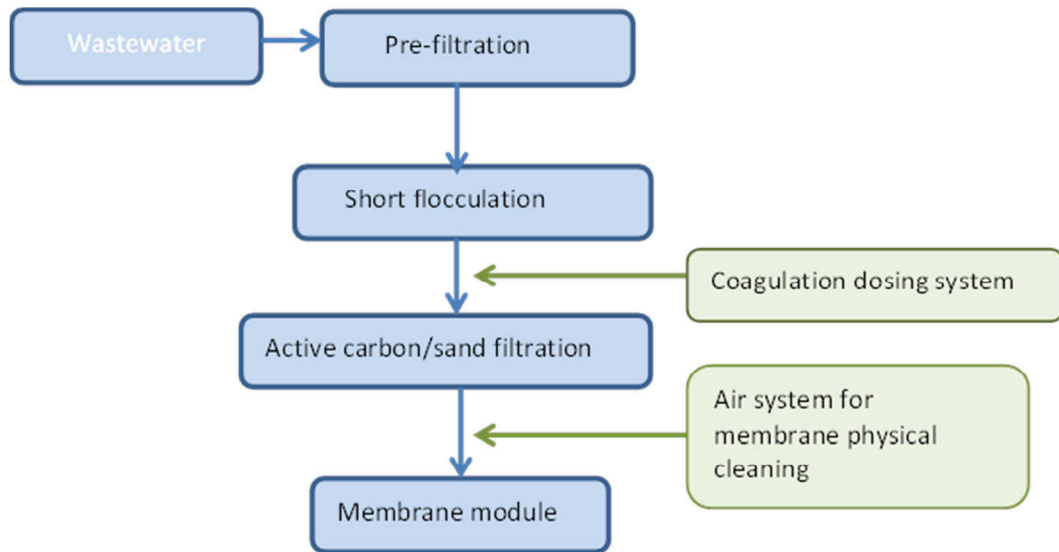 Wastewater
Pre-filtration
Short flocculation
Coagulation dosing system
Active carbon/sand filtration
Air system for
membrane physical
cleaning
Membrane module